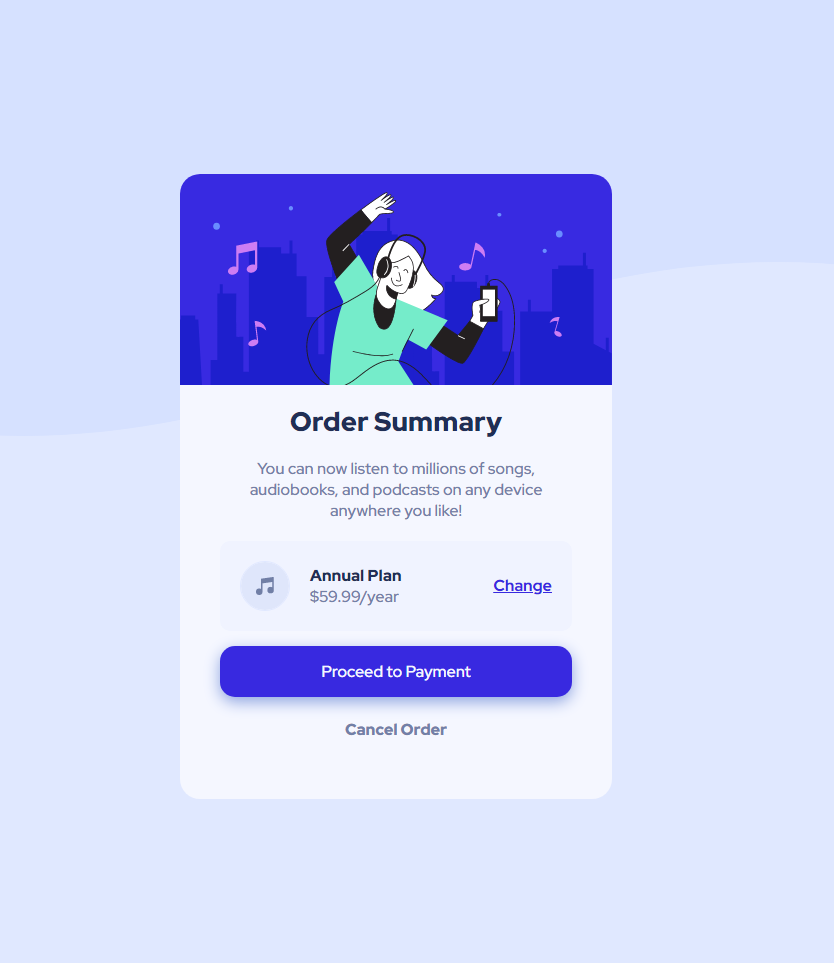 Order Summary
You can now listen to millions of songs,
audiobooks, and podcasts on any device
anywhere you like!
Annual Plan
$59.99/year
Change
Proceed to Payment
Cancel Order